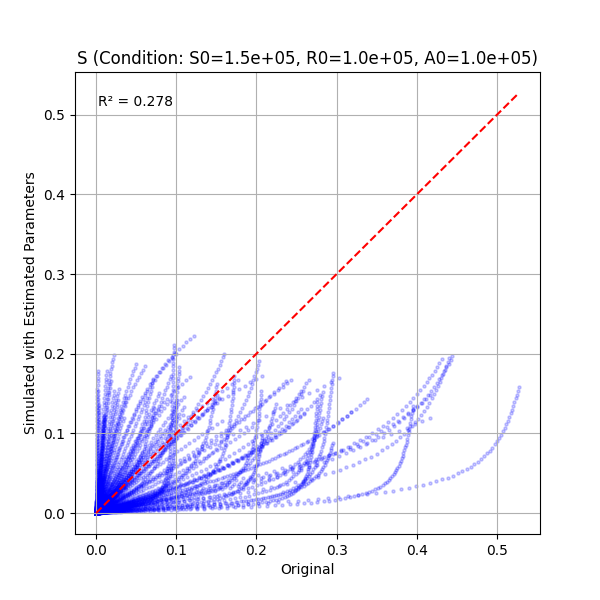 S (Condition: S0=1.5e+05, R0=1.0e+05, A0=1.0e+05)
R² = 0.278
0.5
0.4
0.3
0.2
0.1
0.0
Simulated with Estimated Parameters
0.0 0.1 0.2 0.3 0.4 0.5
Original